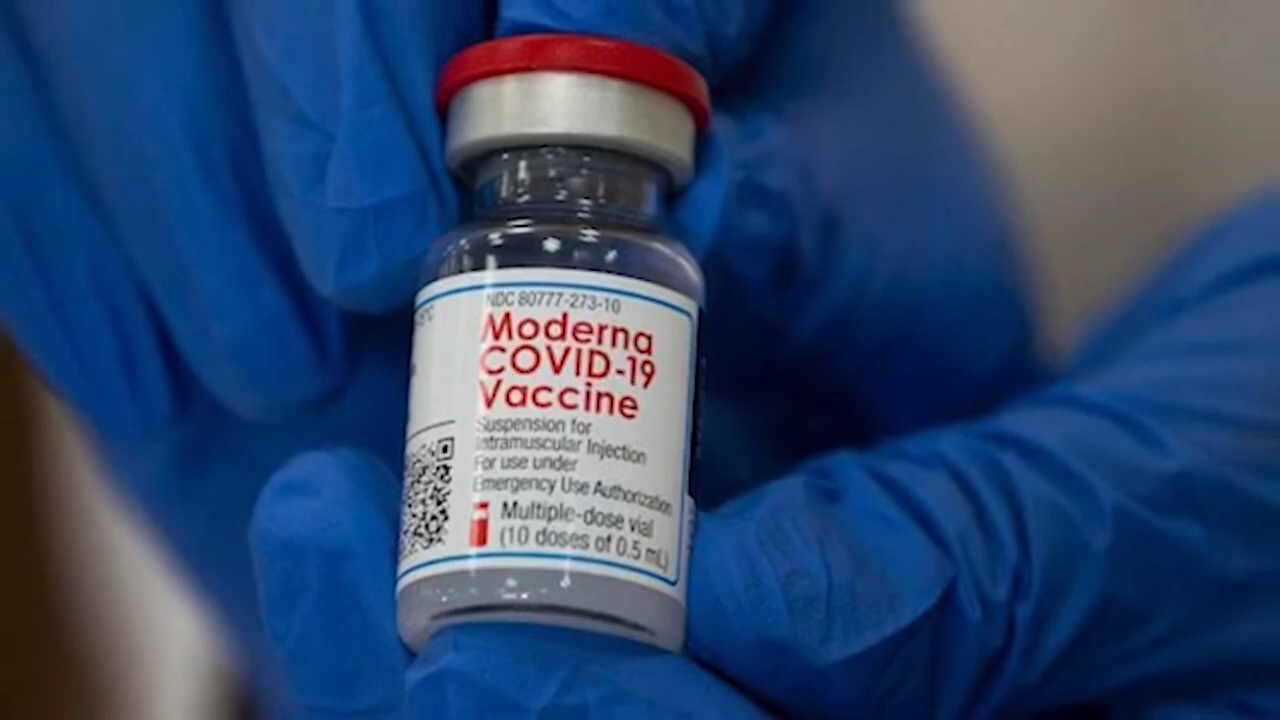 NDC 80777-273-10
Moderna
COVID-19
Vaccine
Suspension for
Intramuscular Injection
For use under
Emergency Use Authorization
Multiple-dose vial
(10 doses of 0.5 mL)